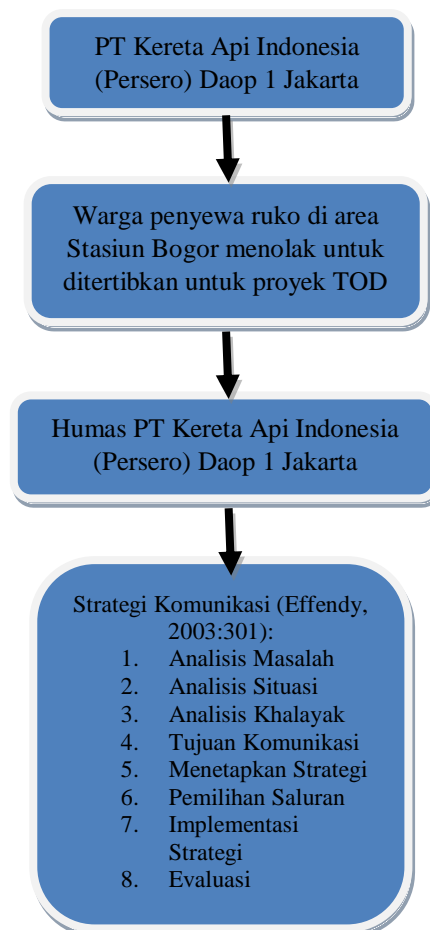 PT Kereta Api Indonesia
(Persero) Daop 1 Jakarta
Warga penyewa ruko di area
Stasiun Bogor menolak untuk
ditertibkan untuk proyek TOD
Humas PT Kereta Api Indonesia
(Persero) Daop 1 Jakarta
Strategi Komunikasi (Effendy,
2003:301):
1. Analisis Masalah
2. Analisis Situasi
3. Analisis Khalayak
4. Tujuan Komunikasi
5. Menetapkan Strategi
6. Pemilihan Saluran
7. Implementasi
Strategi
8. Evaluasi